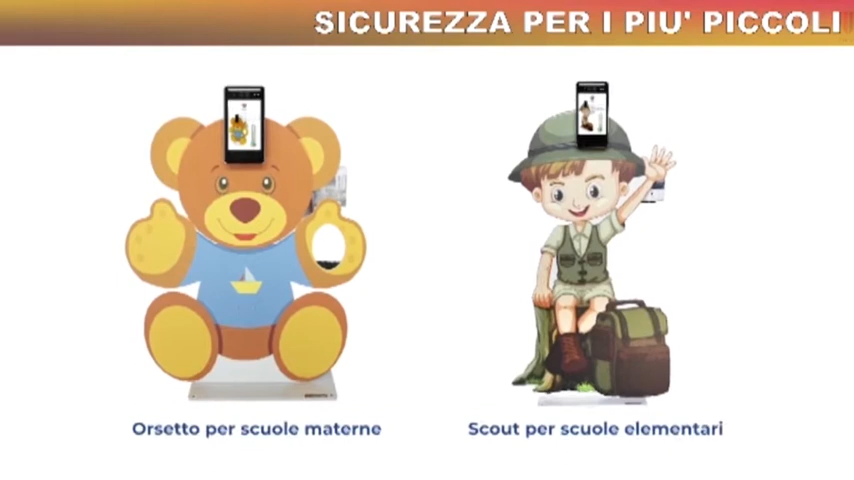 SICUREZZA PER I PIU' PICCOLI
Orsetto per scuole materne
Scout per scuole elementari